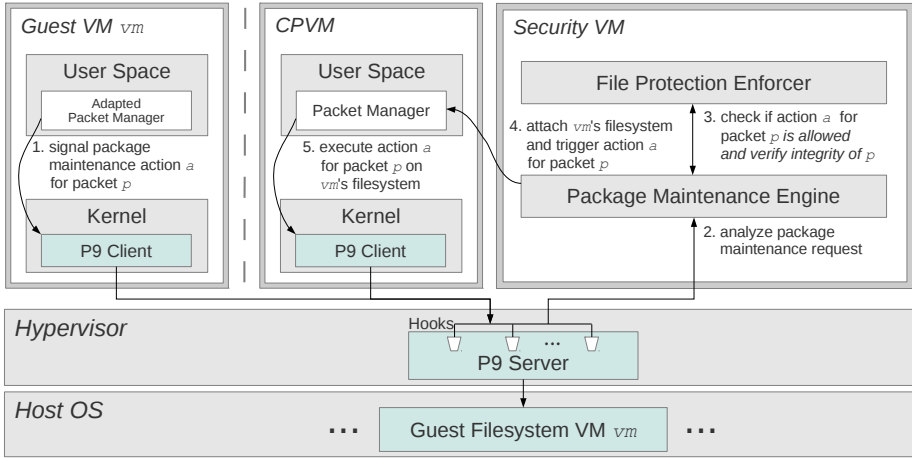 Guest VM vm
CPVM
Security VM
User Space
Adapted
Packet Manager
1. signal package
maintenance action a
for packet p
Kernel
P9 Client
User Space
Packet Manager
5. execute action a
for packet p on
vm's filesystem
Kernel
P9 Client
File Protection Enforcer
4. attach vm's filesystem
and trigger action a
for packet p
3. check if action a for
packet p is allowed
and verify integrity of p
Package Maintenance Engine
2. analyze package
maintenance request
Hypervisor
Hooks
...
P9 Server
Host OS
...
Guest Filesystem VM vm
...